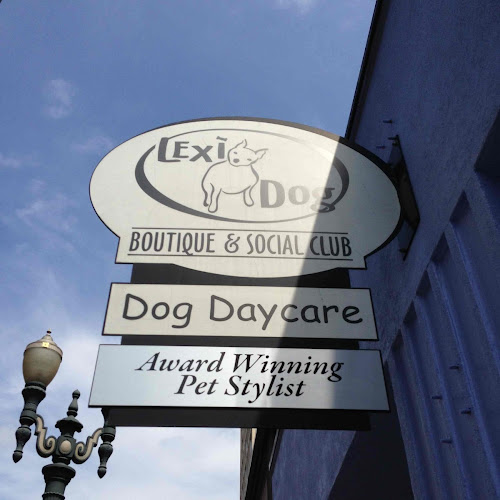 LEXi
Dog
BOUTIQUE & SOCIAL CLUB
Dog Daycare
Award Winning
Pet Stylist